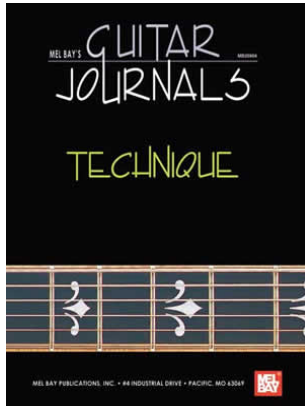 MEL BAY'S GUITAR
JOURNALS
TECHNIQUE
MEL BAY PUBLICATIONS, INC. • #4 INDUSTRIAL DRIVE • PACIFIC, MO 63069
MEL
BAY